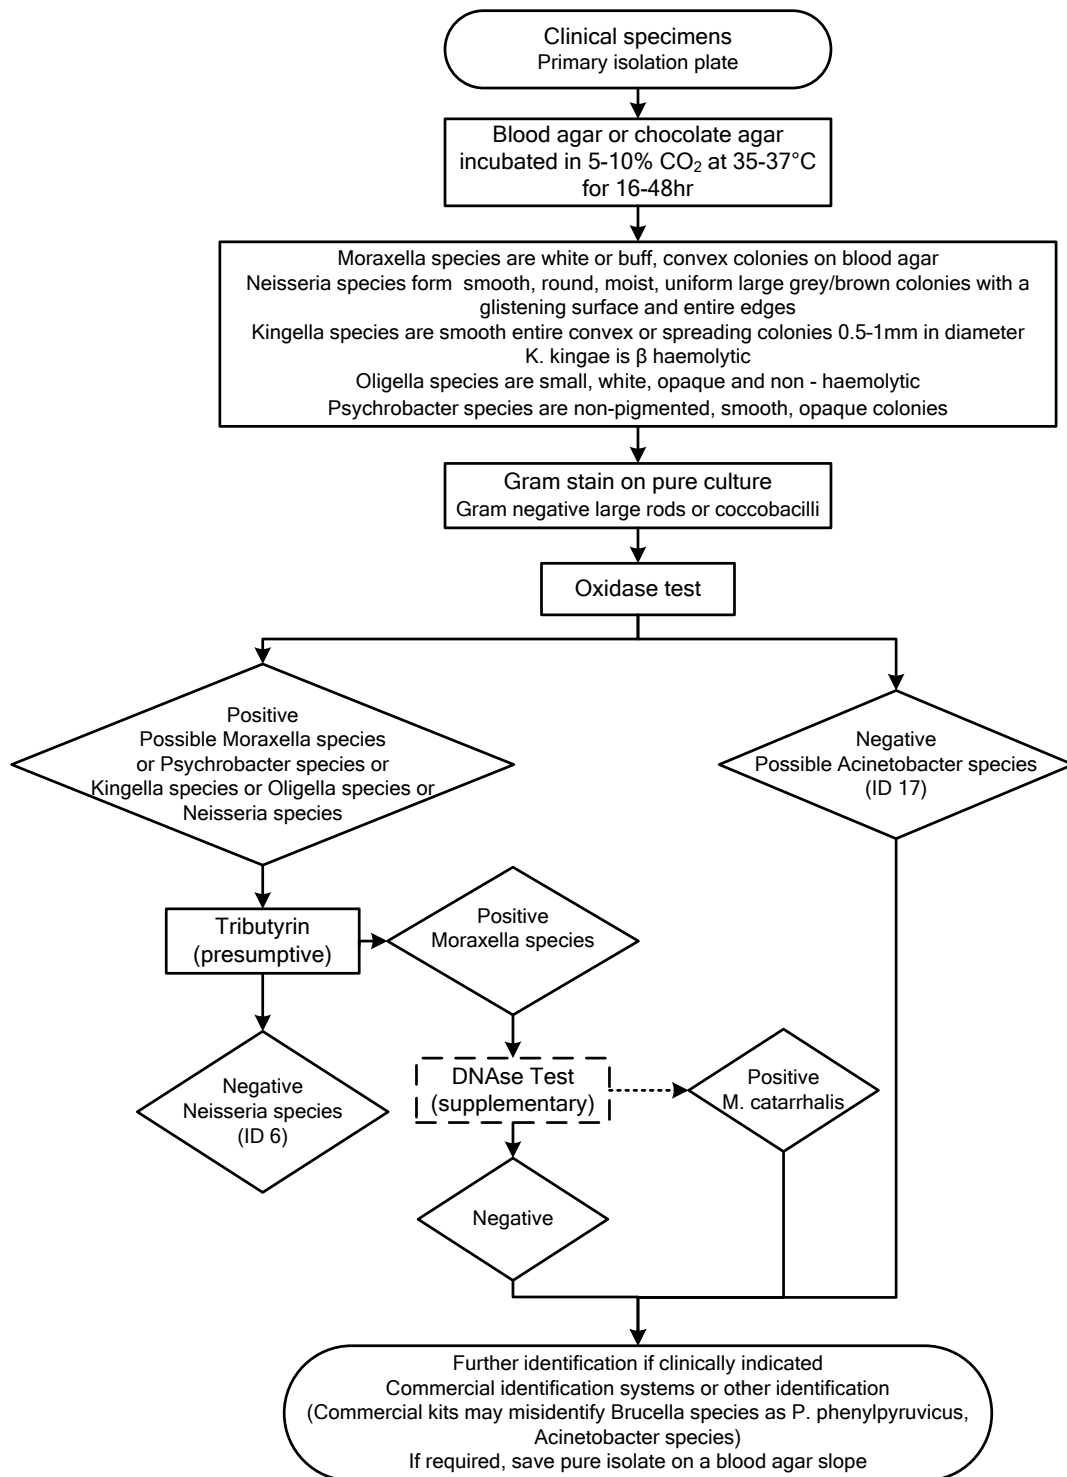 Clinical specimens
Primary isolation plate
Blood agar or chocolate agar
incubated in 5-10% CO₂ at 35-37°C
for 16-48hr
Moraxella species are white or buff, convex colonies on blood agar
Neisseria species form smooth, round, moist, uniform large grey/brown colonies with a
glistening surface and entire edges
Kingella species are smooth entire convex or spreading colonies 0.5-1mm in diameter
K. kingae is β haemolytic
Oligella species are small, white, opaque and non - haemolytic
Psychrobacter species are non-pigmented, smooth, opaque colonies
Gram stain on pure culture
Gram negative large rods or coccobacilli
Oxidase test
Positive
Possible Moraxella species
or Psychrobacter species or
Kingella species or Oligella species or
Neisseria species
Negative
Possible Acinetobacter species
(ID 17)
Tributyrin
(presumptive)
Positive
Moraxella species
Negative
Neisseria species
(ID 6)
DNAse Test
(supplementary)
Positive
M. catarrhalis
Negative
Further identification if clinically indicated
Commercial identification systems or other identification
(Commercial kits may misidentify Brucella species as P. phenylpyruvicus,
Acinetobacter species)
If required, save pure isolate on a blood agar slope